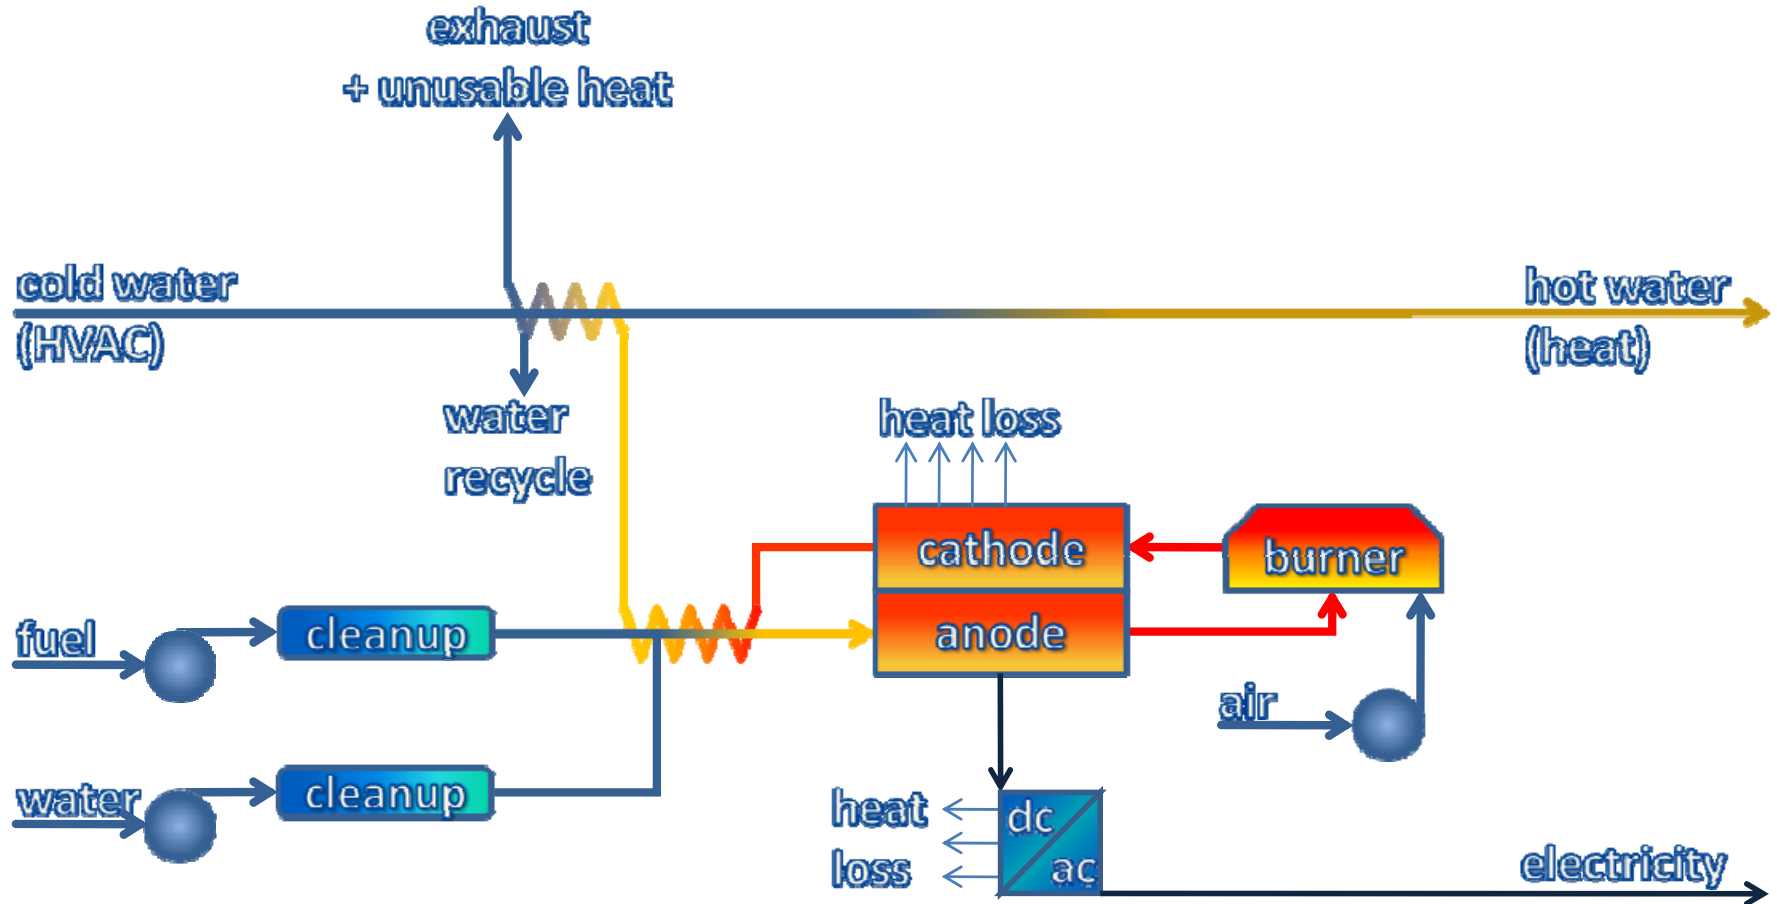 exhaust
+ unusable heat
cold water
(HVAC)
hot water
(heat)
water
recycle
heat loss
cathode
burner
fuel
cleanup
anode
air
water
cleanup
heat
loss
dc
ac
electricity